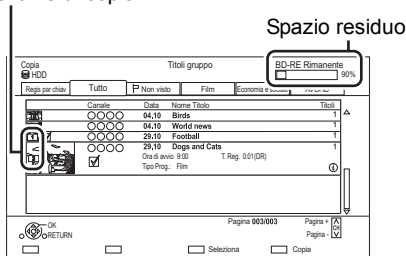 Spazio residuo
Copia
HDD
Titoli gruppo
BD-RE Rimanente
90%
Regis par chiav
Tutto
Non visto
Film
Canale
Data
Nome Titolo
Titoli
04.10
Birds
1
04.10
World news
1
29.10
Football
1
29.10
Dogs and Cats
1
Ora di avvio 9:00
T. Reg. 0:01(DR)
Tipo Prog.: Film
OK
RETURN
Pagina 003/003
Pagina +
CH
Pagina -
Seleziona
Copia